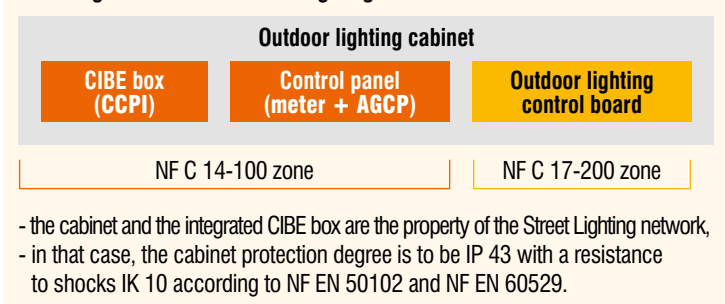 Outdoor lighting cabinet
CIBE box
(CCPI)
Control panel
(meter + AGCP)
Outdoor lighting
control board
NF C 14-100 zone
NF C 17-200 zone
- the cabinet and the integrated CIBE box are the property of the Street Lighting network,
- in that case, the cabinet protection degree is to be IP 43 with a resistance
to shocks IK 10 according to NF EN 50102 and NF EN 60529.